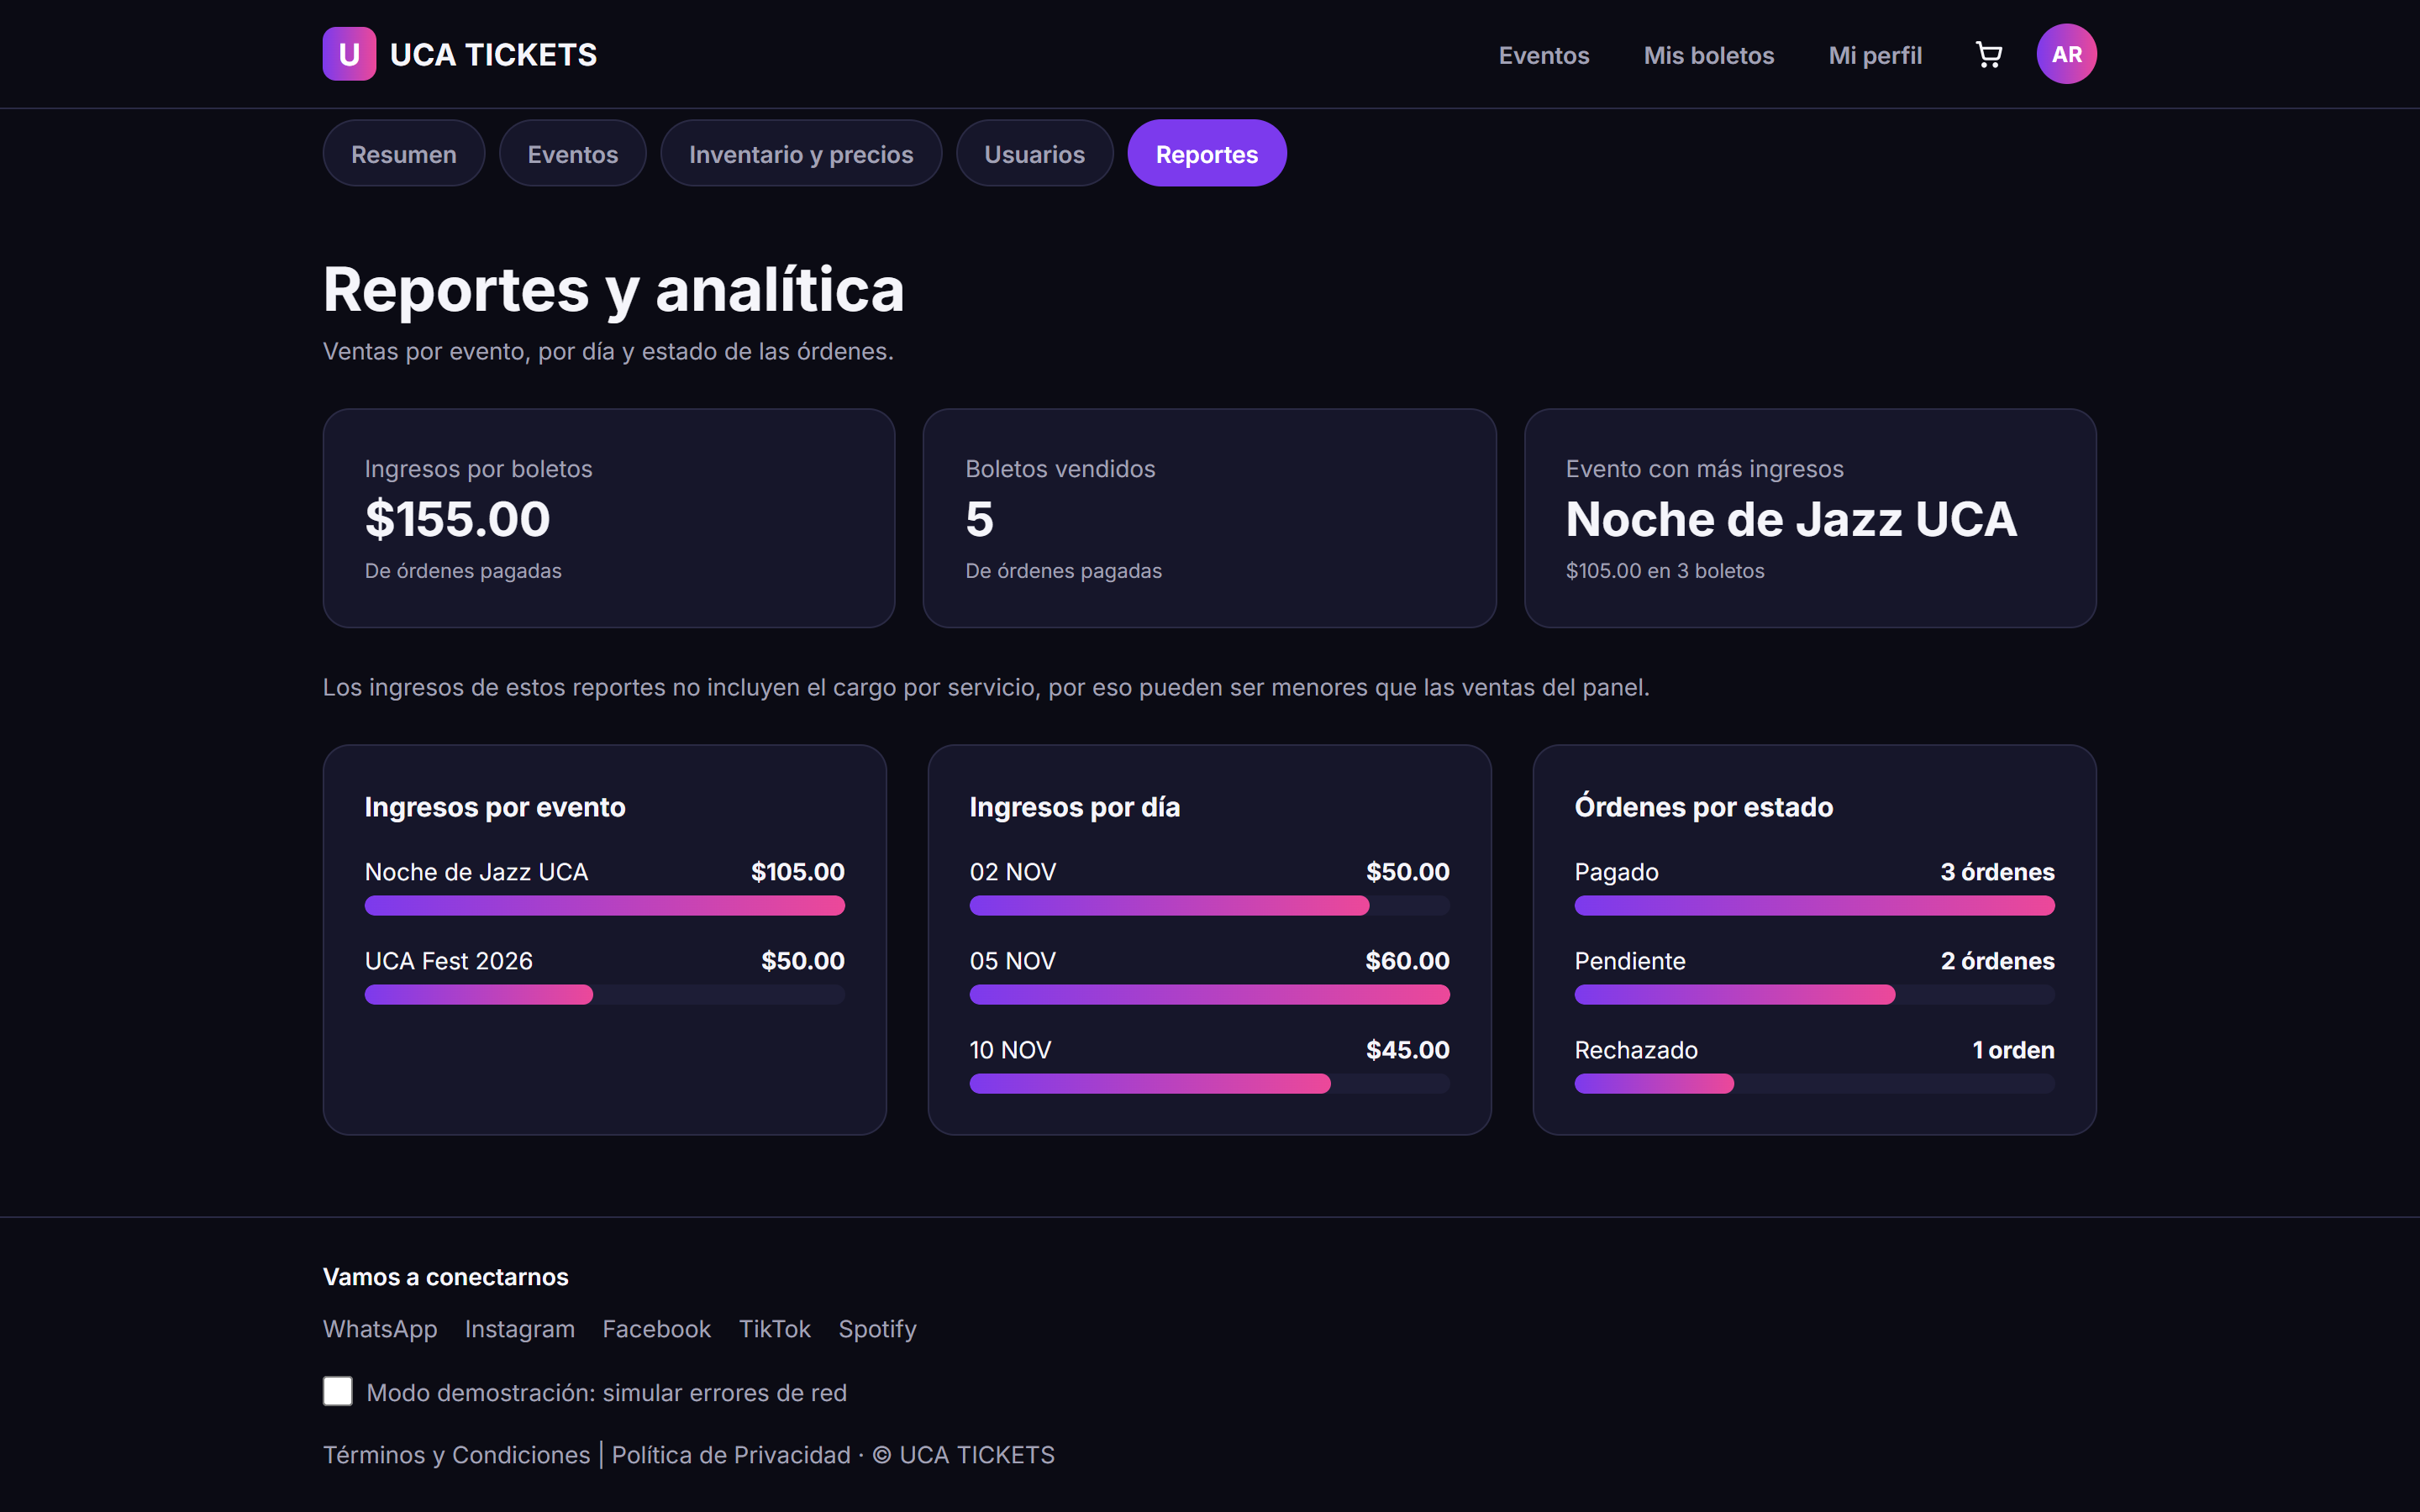 U UCA TICKETS Eventos Mis boletos Mi perfil AR
Resumen Eventos Inventario y precios Usuarios Reportes
Reportes y analítica
Ventas por evento, por día y estado de las órdenes.
Ingresos por boletos
$155.00
De órdenes pagadas
Boletos vendidos
5
De órdenes pagadas
Evento con más ingresos
Noche de Jazz UCA
$105.00 en 3 boletos
Los ingresos de estos reportes no incluyen el cargo por servicio, por eso pueden ser menores que las ventas del panel.
Ingresos por evento
Noche de Jazz UCA $105.00
UCA Fest 2026 $50.00
Ingresos por día
02 NOV $50.00
05 NOV $60.00
10 NOV $45.00
Órdenes por estado
Pagado 3 órdenes
Pendiente 2 órdenes
Rechazado 1 orden
Vamos a conectarnos
WhatsApp Instagram Facebook TikTok Spotify
Modo demostración: simular errores de red
Términos y Condiciones | Política de Privacidad · © UCA TICKETS